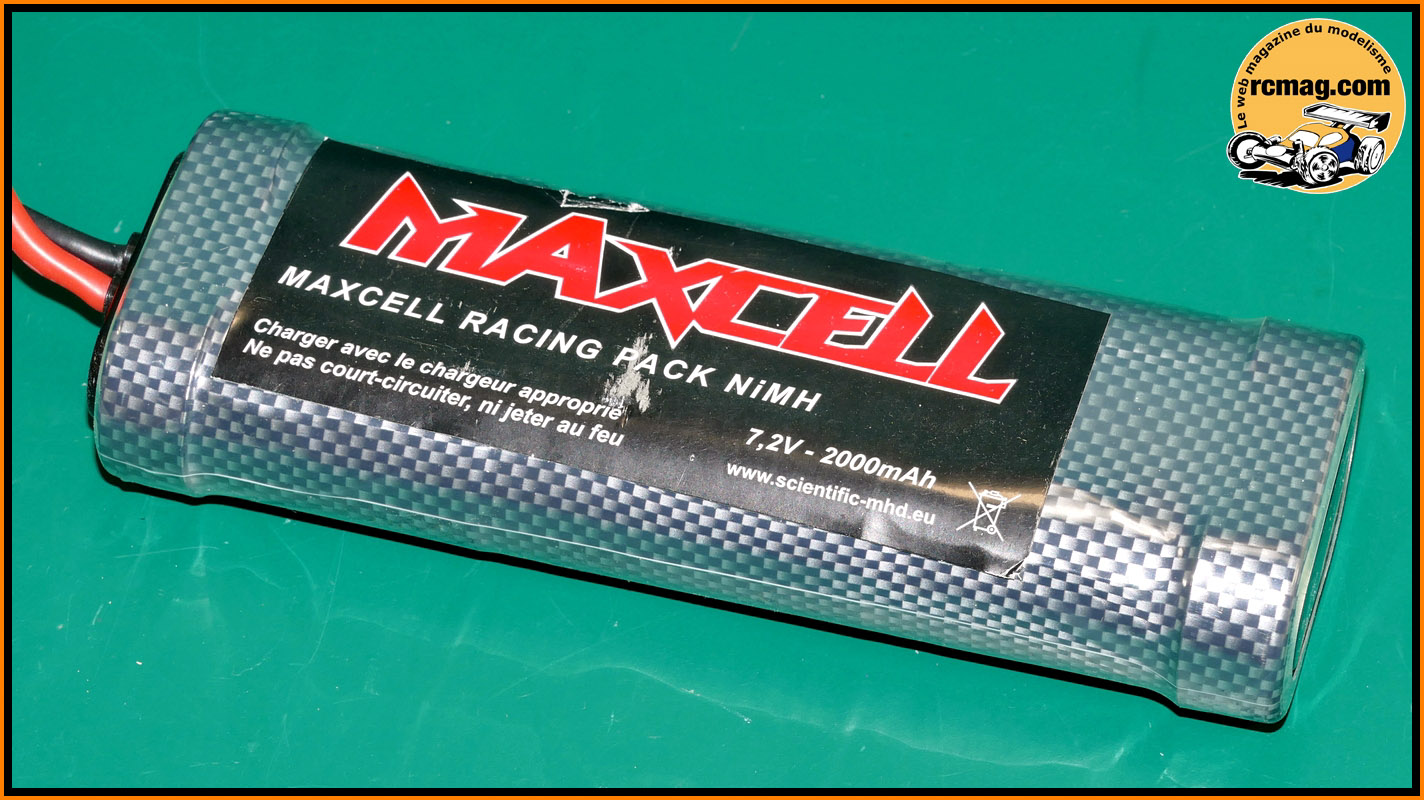 Le web magazine du modelisme
rcmag.com
MAXCELL
MAXCELL RACING PACK NiMH
Charger avec le chargeur approprié
Ne pas court-circuiter, ni jeter au feu
7,2V - 2000mAh
www.scientific-mhd.eu